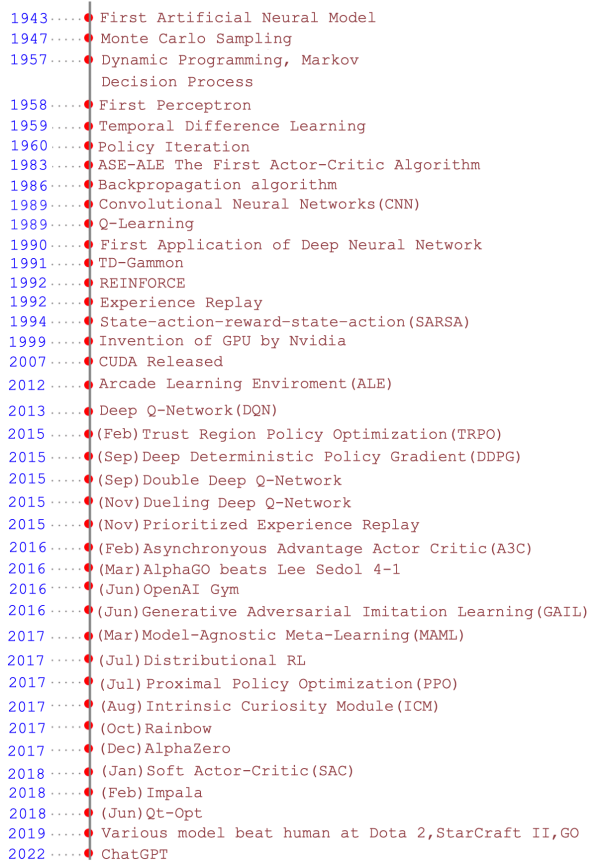 1943 First Artificial Neural Model
1947 Monte Carlo Sampling
1957 Dynamic Programming, Markov
Decision Process
1958 First Perceptron
1959 Temporal Difference Learning
1960 Policy Iteration
1983 ASE-ALE The First Actor-Critic Algorithm
1986 Backpropagation algorithm
1989 Convolutional Neural Networks(CNN)
1989 Q-Learning
1990 First Application of Deep Neural Network
1991 TD-Gammon
1992 REINFORCE
1992 Experience Replay
1994 State-action-reward-state-action(SARSA)
1999 Invention of GPU by Nvidia
2007 CUDA Released
2012 Arcade Learning Enviroment(ALE)
2013 Deep Q-Network(DQN)
2015 (Feb)Trust Region Policy Optimization(TRPO)
2015 (Sep)Deep Deterministic Policy Gradient(DDPG)
2015 (Sep)Double Deep Q-Network
2015 (Nov)Dueling Deep Q-Network
2015 (Nov)Prioritized Experience Replay
2016 (Feb)Asynchronyous Advantage Actor Critic(A3C)
2016 (Mar)AlphaGO beats Lee Sedol 4-1
2016 (Jun)OpenAI Gym
2016 (Jun)Generative Adversarial Imitation Learning(GAIL)
2017 (Mar)Model-Agnostic Meta-Learning(MAML)
2017 (Jul)Distributional RL
2017 (Jul)Proximal Policy Optimization(PPO)
2017 (Aug)Intrinsic Curiosity Module(ICM)
2017 (Oct)Rainbow
2017 (Dec)AlphaZero
2018 (Jan)Soft Actor-Critic(SAC)
2018 (Feb)Impala
2018 (Jun)Qt-Opt
2019 Various model beat human at Dota 2,StarCraft II,GO
2022 ChatGPT